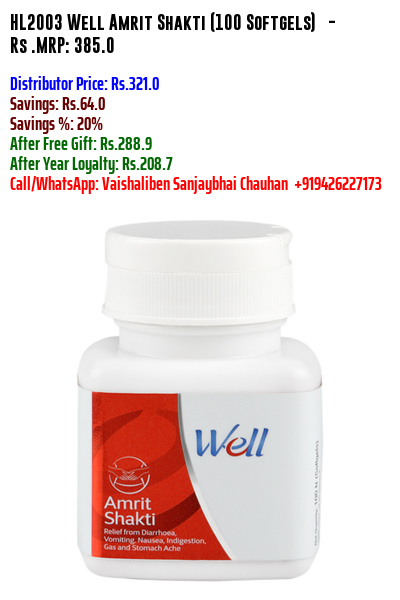 HL2003 Well Amrit Shakti (100 Softgels) -
Rs .MRP: 385.0
Distributor Price: Rs.321.0
Savings: Rs.64.0
Savings %: 20%
After Free Gift: Rs.288.9
After Year Loyalty: Rs.208.7
Call/WhatsApp: Vaishaliben Sanjaybhai Chauhan +919426227173
Well
Amrit
Shakti
Relief from Diarrhoea,
Vomiting, Nausea, Indigestion,
Gas and Stomach Ache